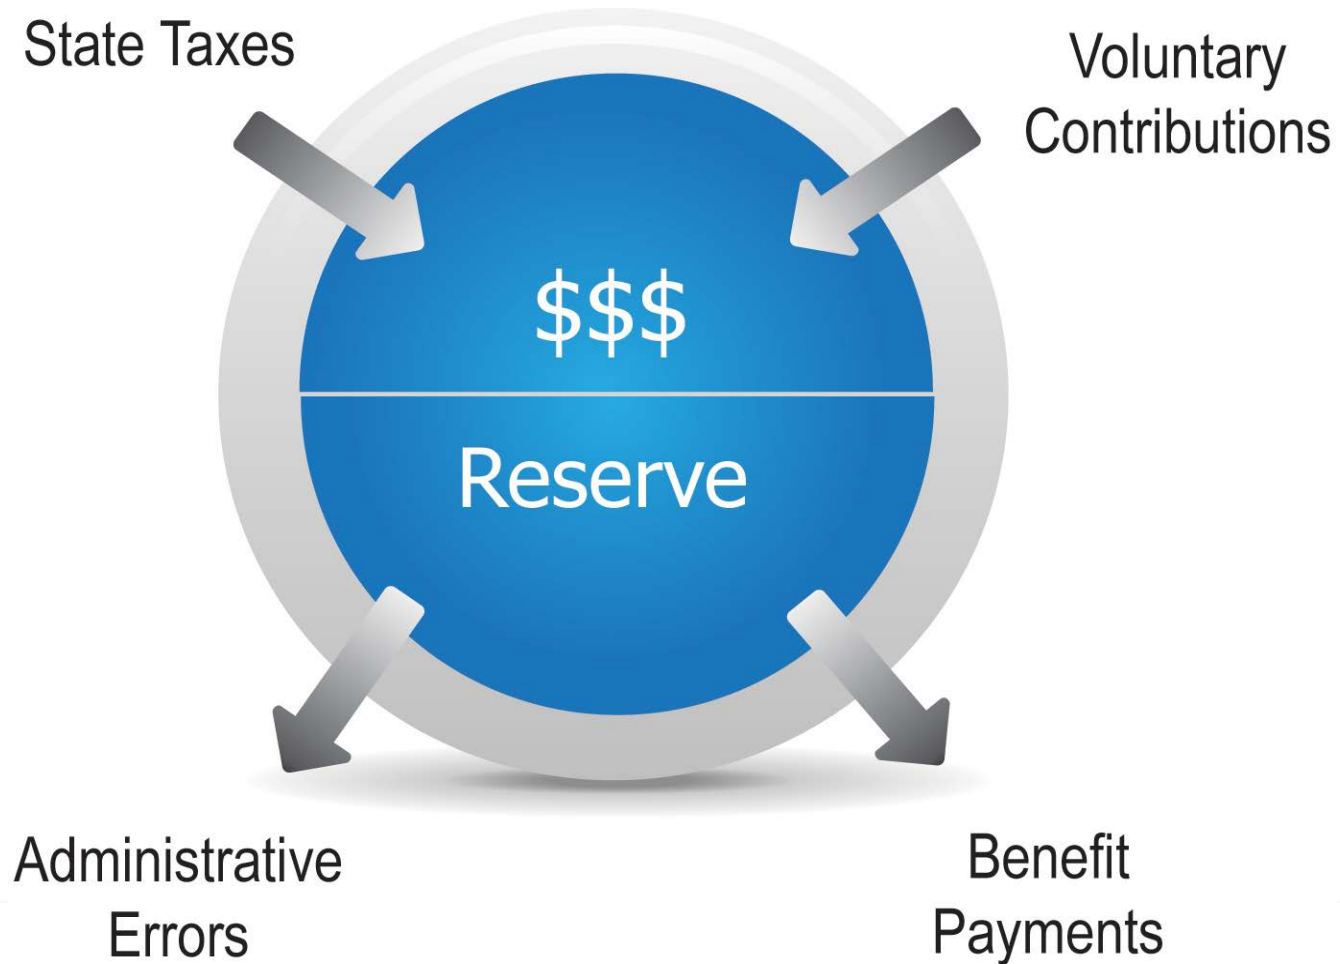 State Taxes
Voluntary
Contributions
$$$
Reserve
Administrative
Errors
Benefit
Payments